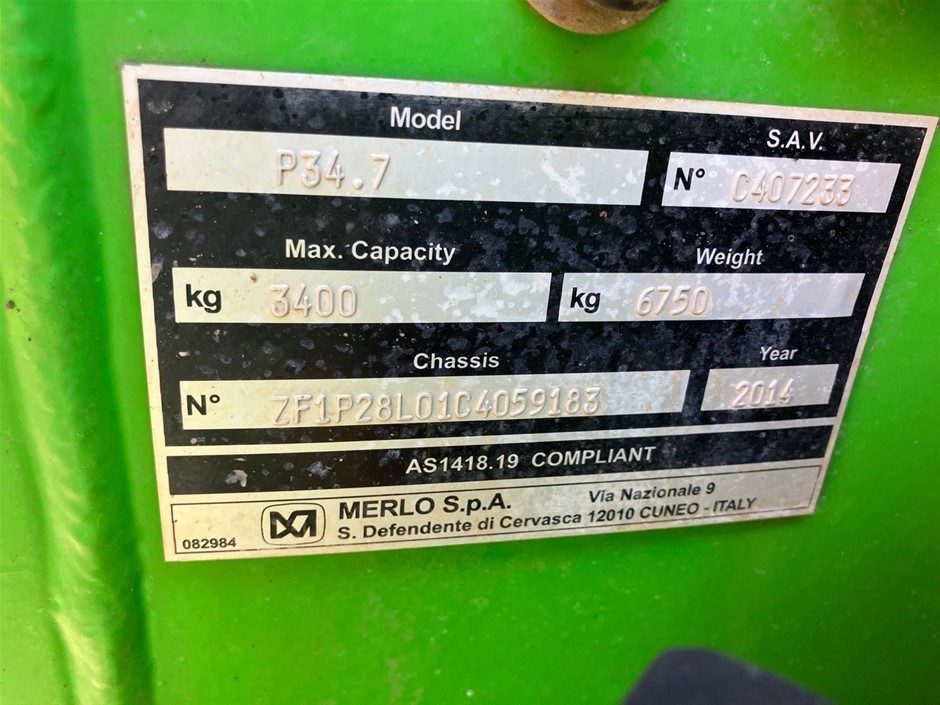 Model
S.A.V.
P34.7
N° C407233
Max. Capacity
Weight
kg 3400
kg 6750
Chassis
Year
N° ZF1P28L01C4059183
2014
AS1418.19 COMPLIANT
MERLO S.p.A. Via Nazionale 9
082984 S. Defendente di Cervasca 12010 CUNEO - ITALY